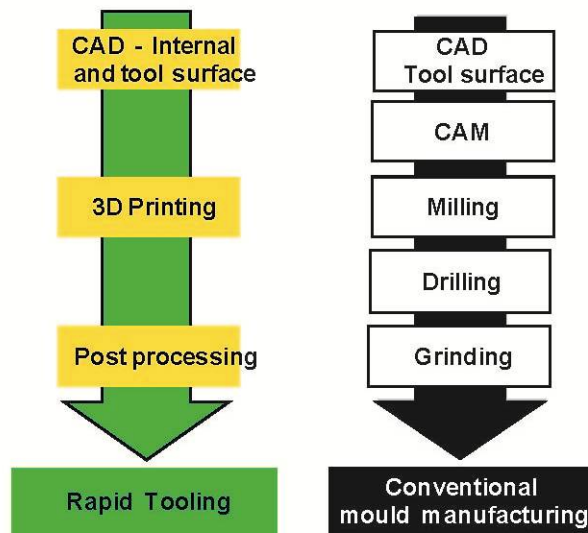 CAD - Internal
and tool surface
3D Printing
Post processing
Rapid Tooling
CAD
Tool surface
CAM
Milling
Drilling
Grinding
Conventional
mould manufacturing